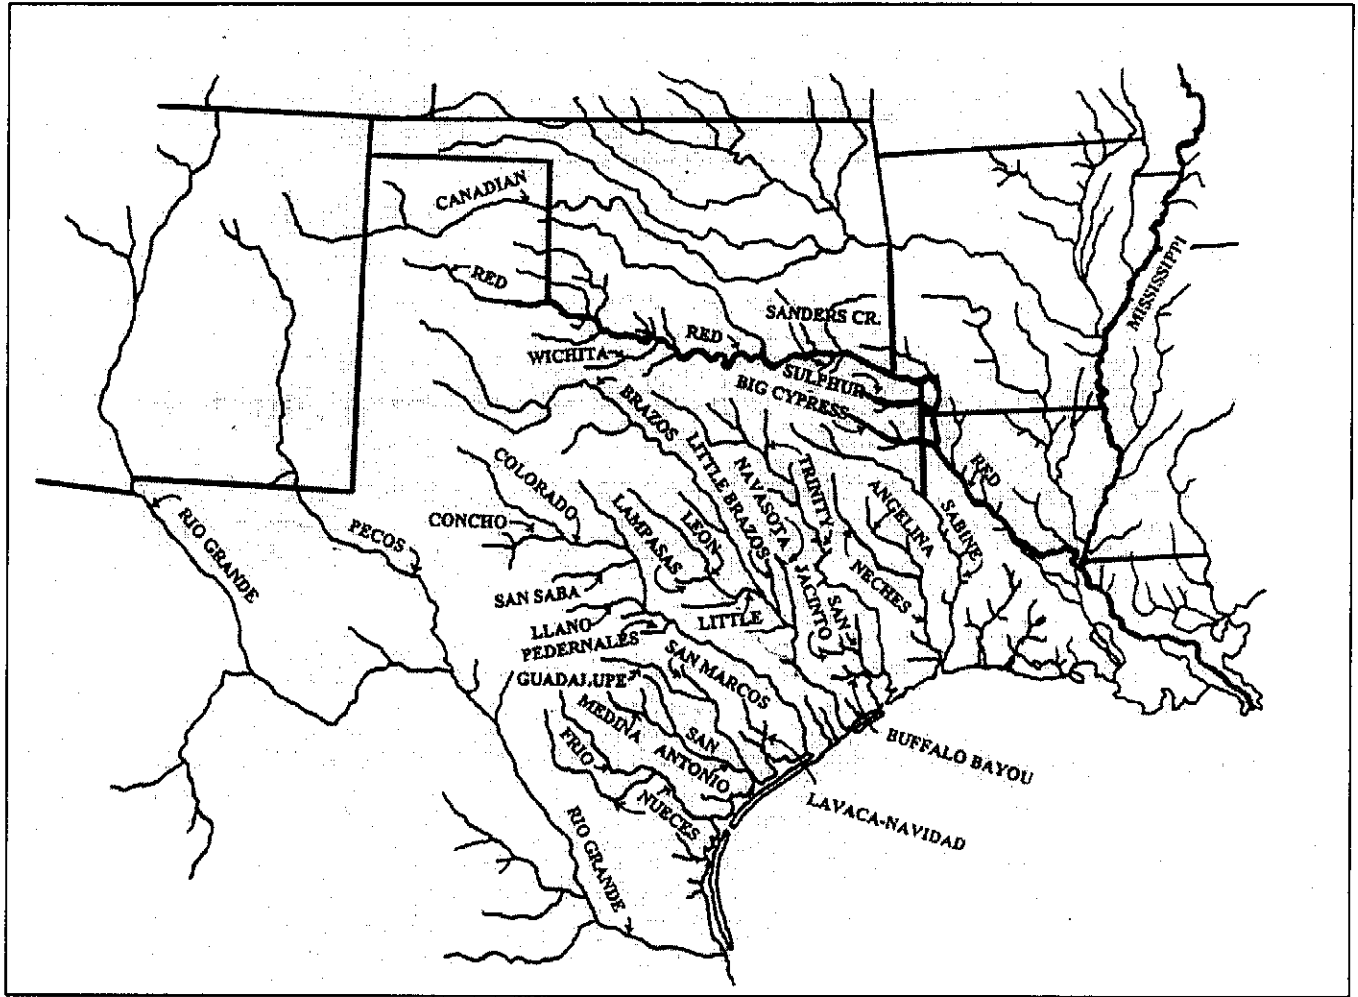 CANADIAN
RED
MISSISSIPPI
SANDERS CR.
RED
WICHITA
SULPHUR
BIG CYPRESS
BRAZOS
LITTLE BRAZOS
NAVASOTA
TRINITY
RED
COLORADO
ANGELINA
SABINE
CONCHO
LAMPASAS
LEON
RIO GRANDE
PECOS
NECHES
JACINTO
SAN
SAN SABA
LITTLE
LLANO
PEDERNALES
SAN MARCOS
GUADALUPE
MEDINA
SAN
ANTONIO
FRIO
BUFFALO BAYOU
NUECES
LAVACA-NAVIDAD
RIO GRANDE